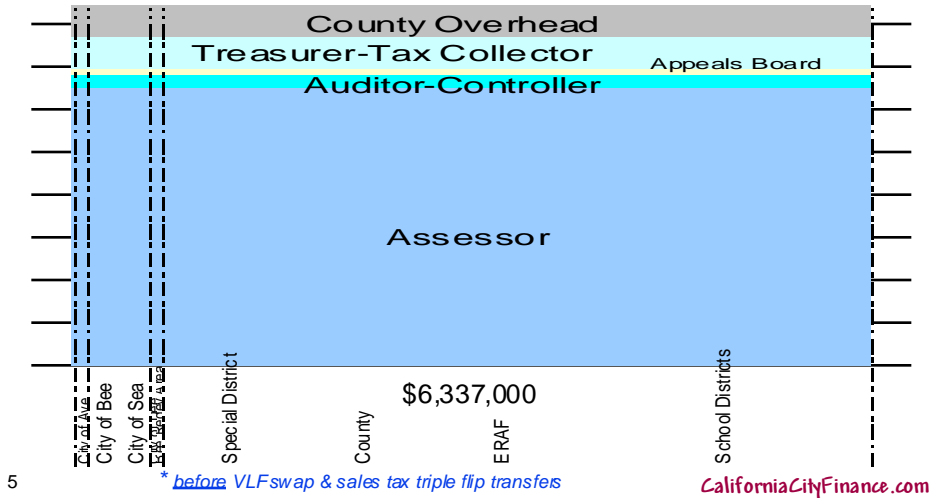 County Overhead
Treasurer-Tax Collector
Appeals Board
Auditor-Controller
Assessor
City of Bee
City of Sea
Special District
County
$6,337,000
ERAF
School Districts
5
* before VLFswap & sales tax triple flip transfers
CaliforniaCityFinance.com